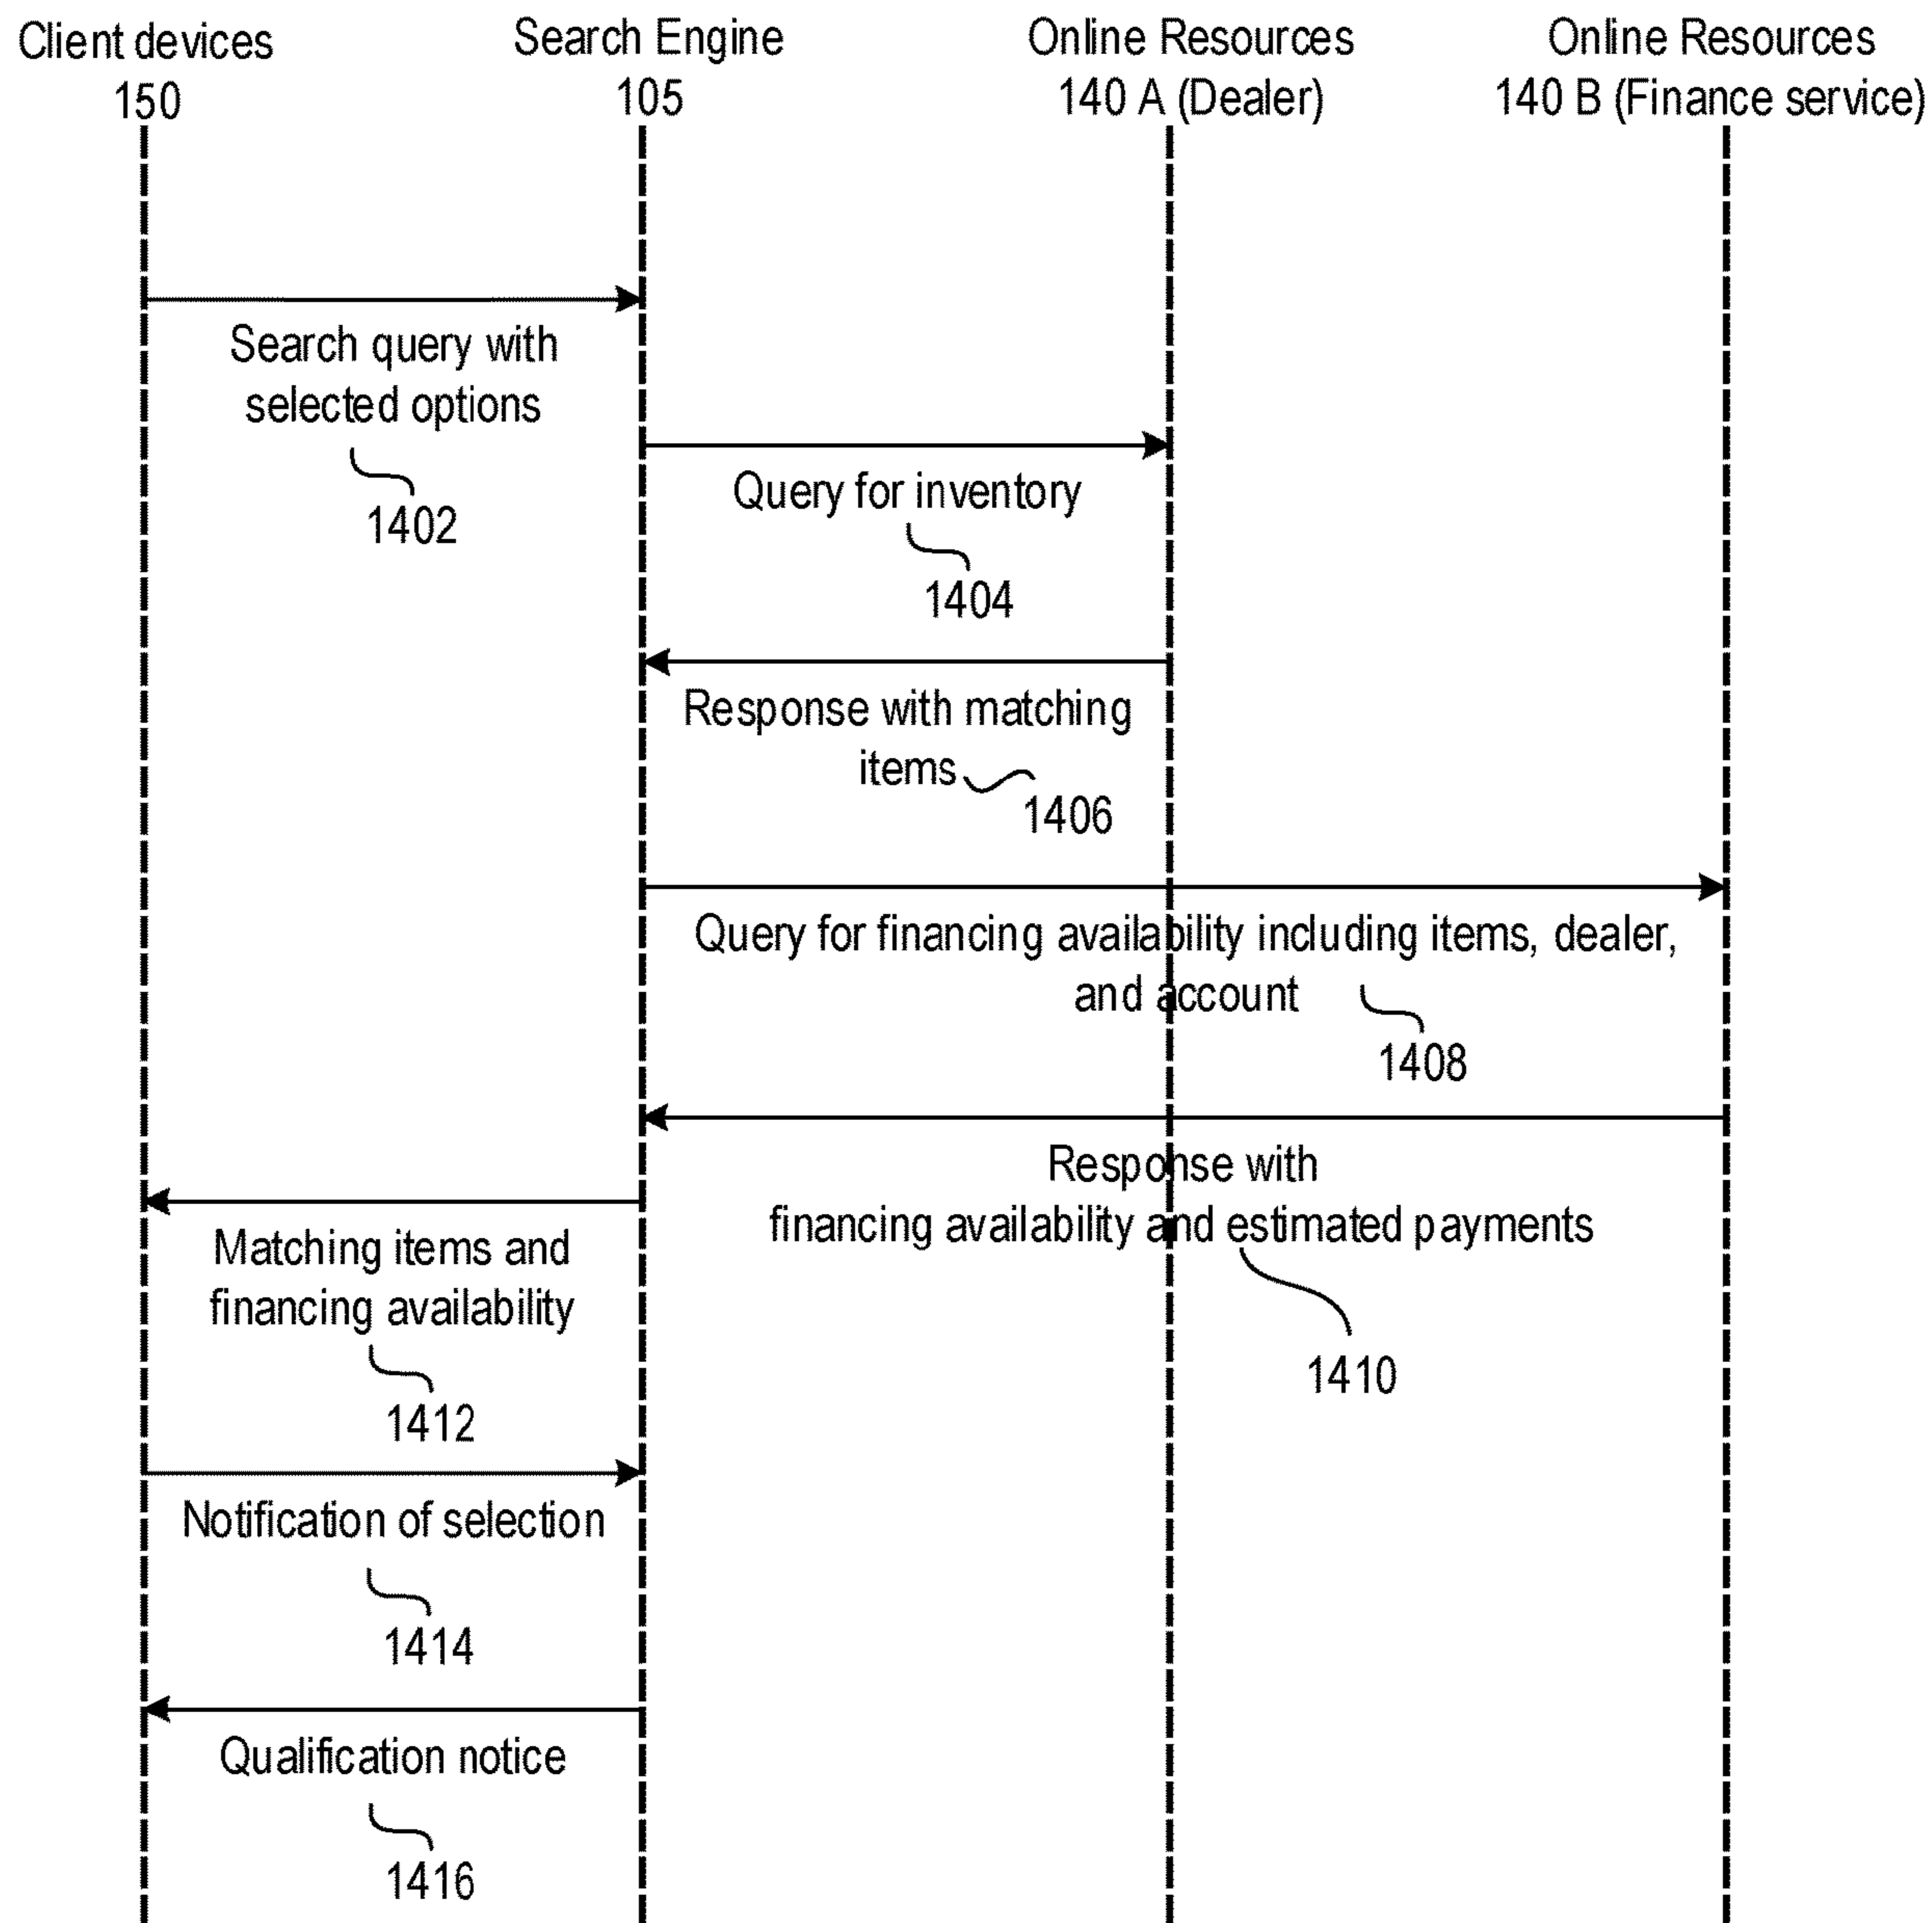 Client devices
150
Search Engine
105
Online Resources
140 A (Dealer)
Online Resources
140 B (Finance service)
Search query with
selected options
1402
Query for inventory
1404
Response with matching
items
1406
Query for financing availability including items, dealer,
and account
1408
Response with
financing availability and estimated payments
1410
Matching items and
financing availability
1412
Notification of selection
1414
Qualification notice
1416